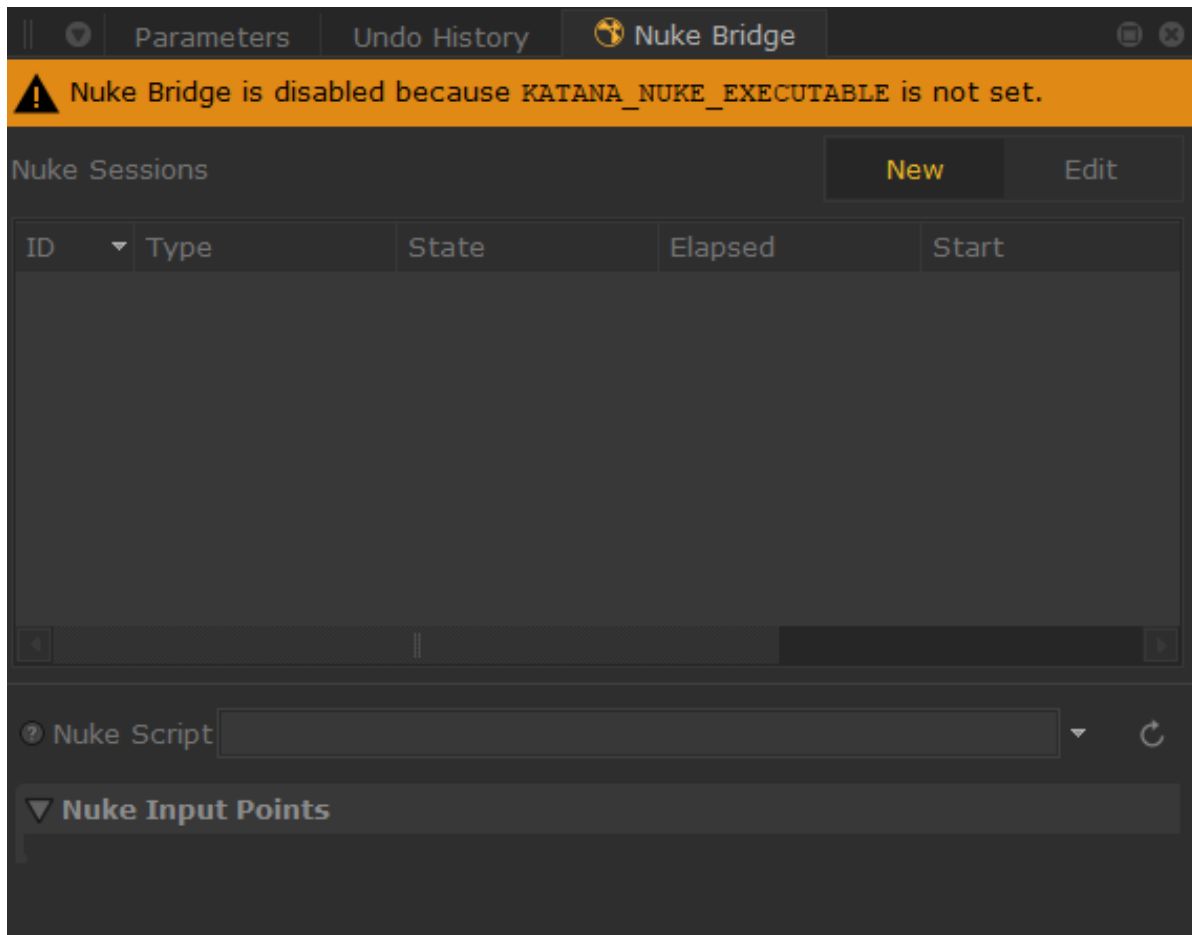 Parameters Undo History Nuke Bridge
Nuke Bridge is disabled because KATANA_NUKE_EXECUTABLE is not set.
Nuke Sessions New Edit
ID Type State Elapsed Start
? Nuke Script
Nuke Input Points